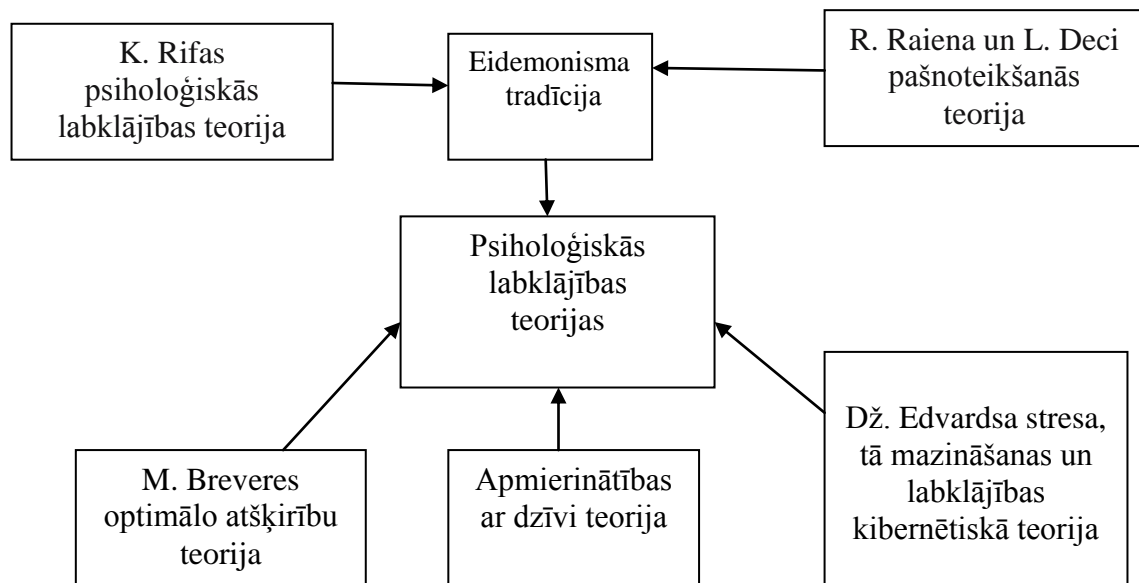 K. Rifas
psiholoģiskās
labklājības teorija
Eidemonisma
tradīcija
R. Raiena un L. Deci
pašnoteikšanās
teorija
Psiholoģiskās
labklājības
teorijas
M. Breveres
optimālo atšķirību
teorija
Apmierinātības
ar dzīvi teorija
Dž. Edvardsa stresa,
tā mazināšanas un
labklājības
kibernētiskā teorija